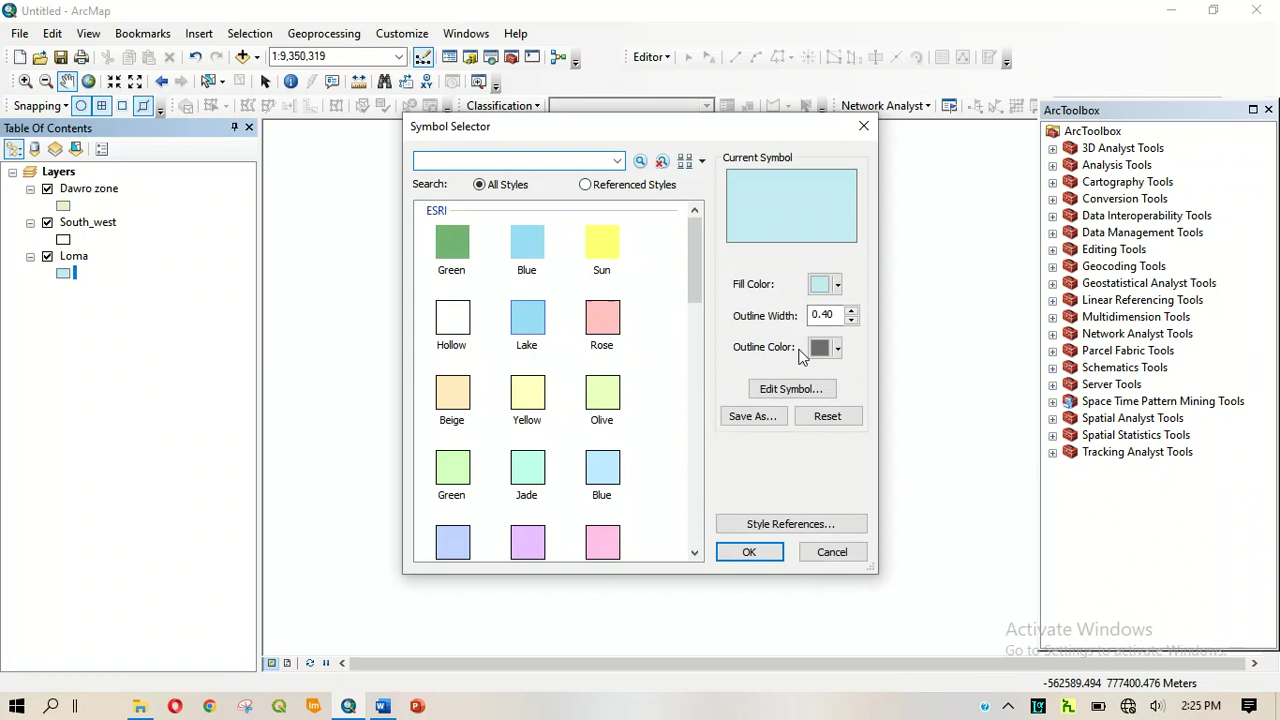 Untitled - ArcMap
File Edit View Bookmarks Insert Selection Geoprocessing Customize Windows Help
1:9,350,319
Editor
Snapping
Classification
Network Analyst
Table Of Contents
Layers
Dawro zone
South_west
Loma
Symbol Selector
Search: All Styles Referenced Styles
ESRI
Green Blue Sun
Hollow Lake Rose
Beige Yellow Olive
Green Jade Blue
Current Symbol
Fill Color:
Outline Width: 0.40
Outline Color:
Edit Symbol...
Save As... Reset
Style References...
OK Cancel
ArcToolbox
ArcToolbox
3D Analyst Tools
Analysis Tools
Cartography Tools
Conversion Tools
Data Interoperability Tools
Data Management Tools
Editing Tools
Geocoding Tools
Geostatistical Analyst Tools
Linear Referencing Tools
Multidimension Tools
Network Analyst Tools
Parcel Fabric Tools
Schematics Tools
Server Tools
Space Time Pattern Mining Tools
Spatial Analyst Tools
Spatial Statistics Tools
Tracking Analyst Tools
Activate Windows
Go to Settings to activate Windows.
-562589.494 777400.476 Meters
2:25 PM